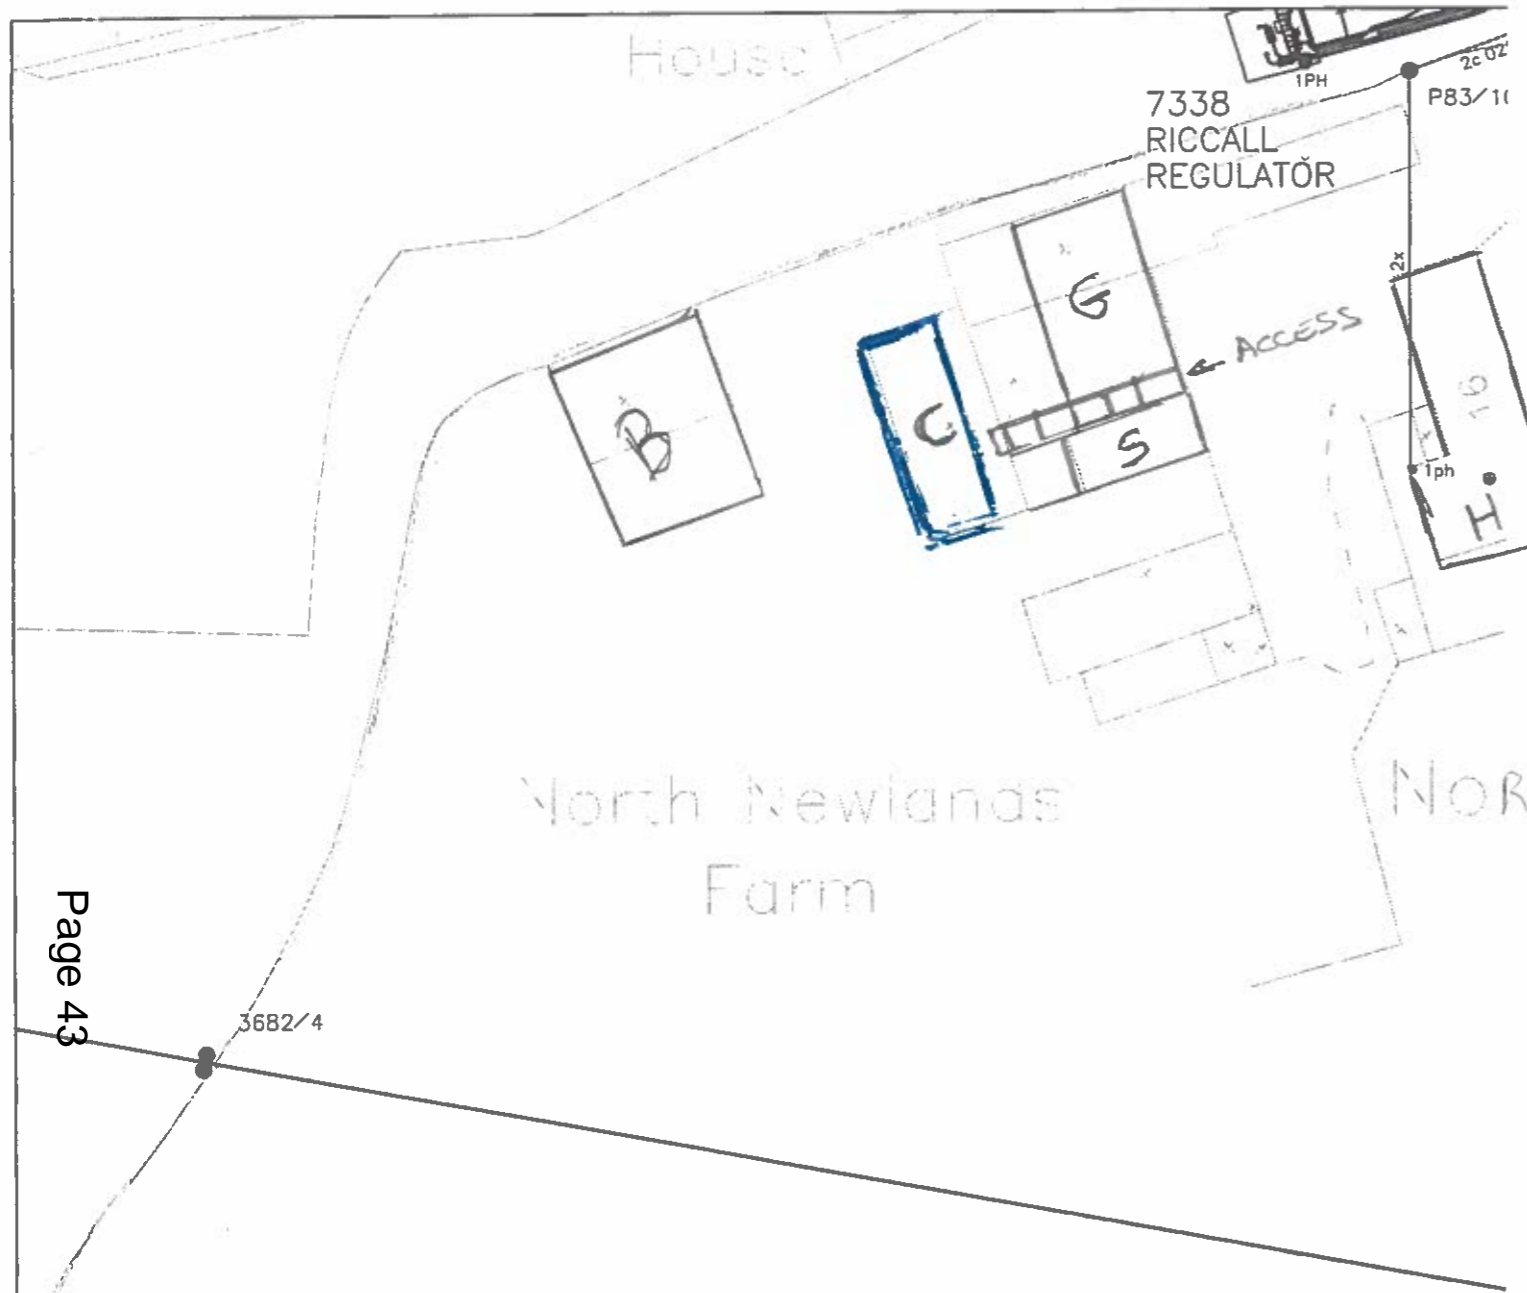 House
1PH
2c 02
P83/1
7338
RICCALL
REGULATOR
2x
G
ACCESS
B
C
S
16
1ph
H
North Newlands
Farm
NOR
Page 43
3682/4